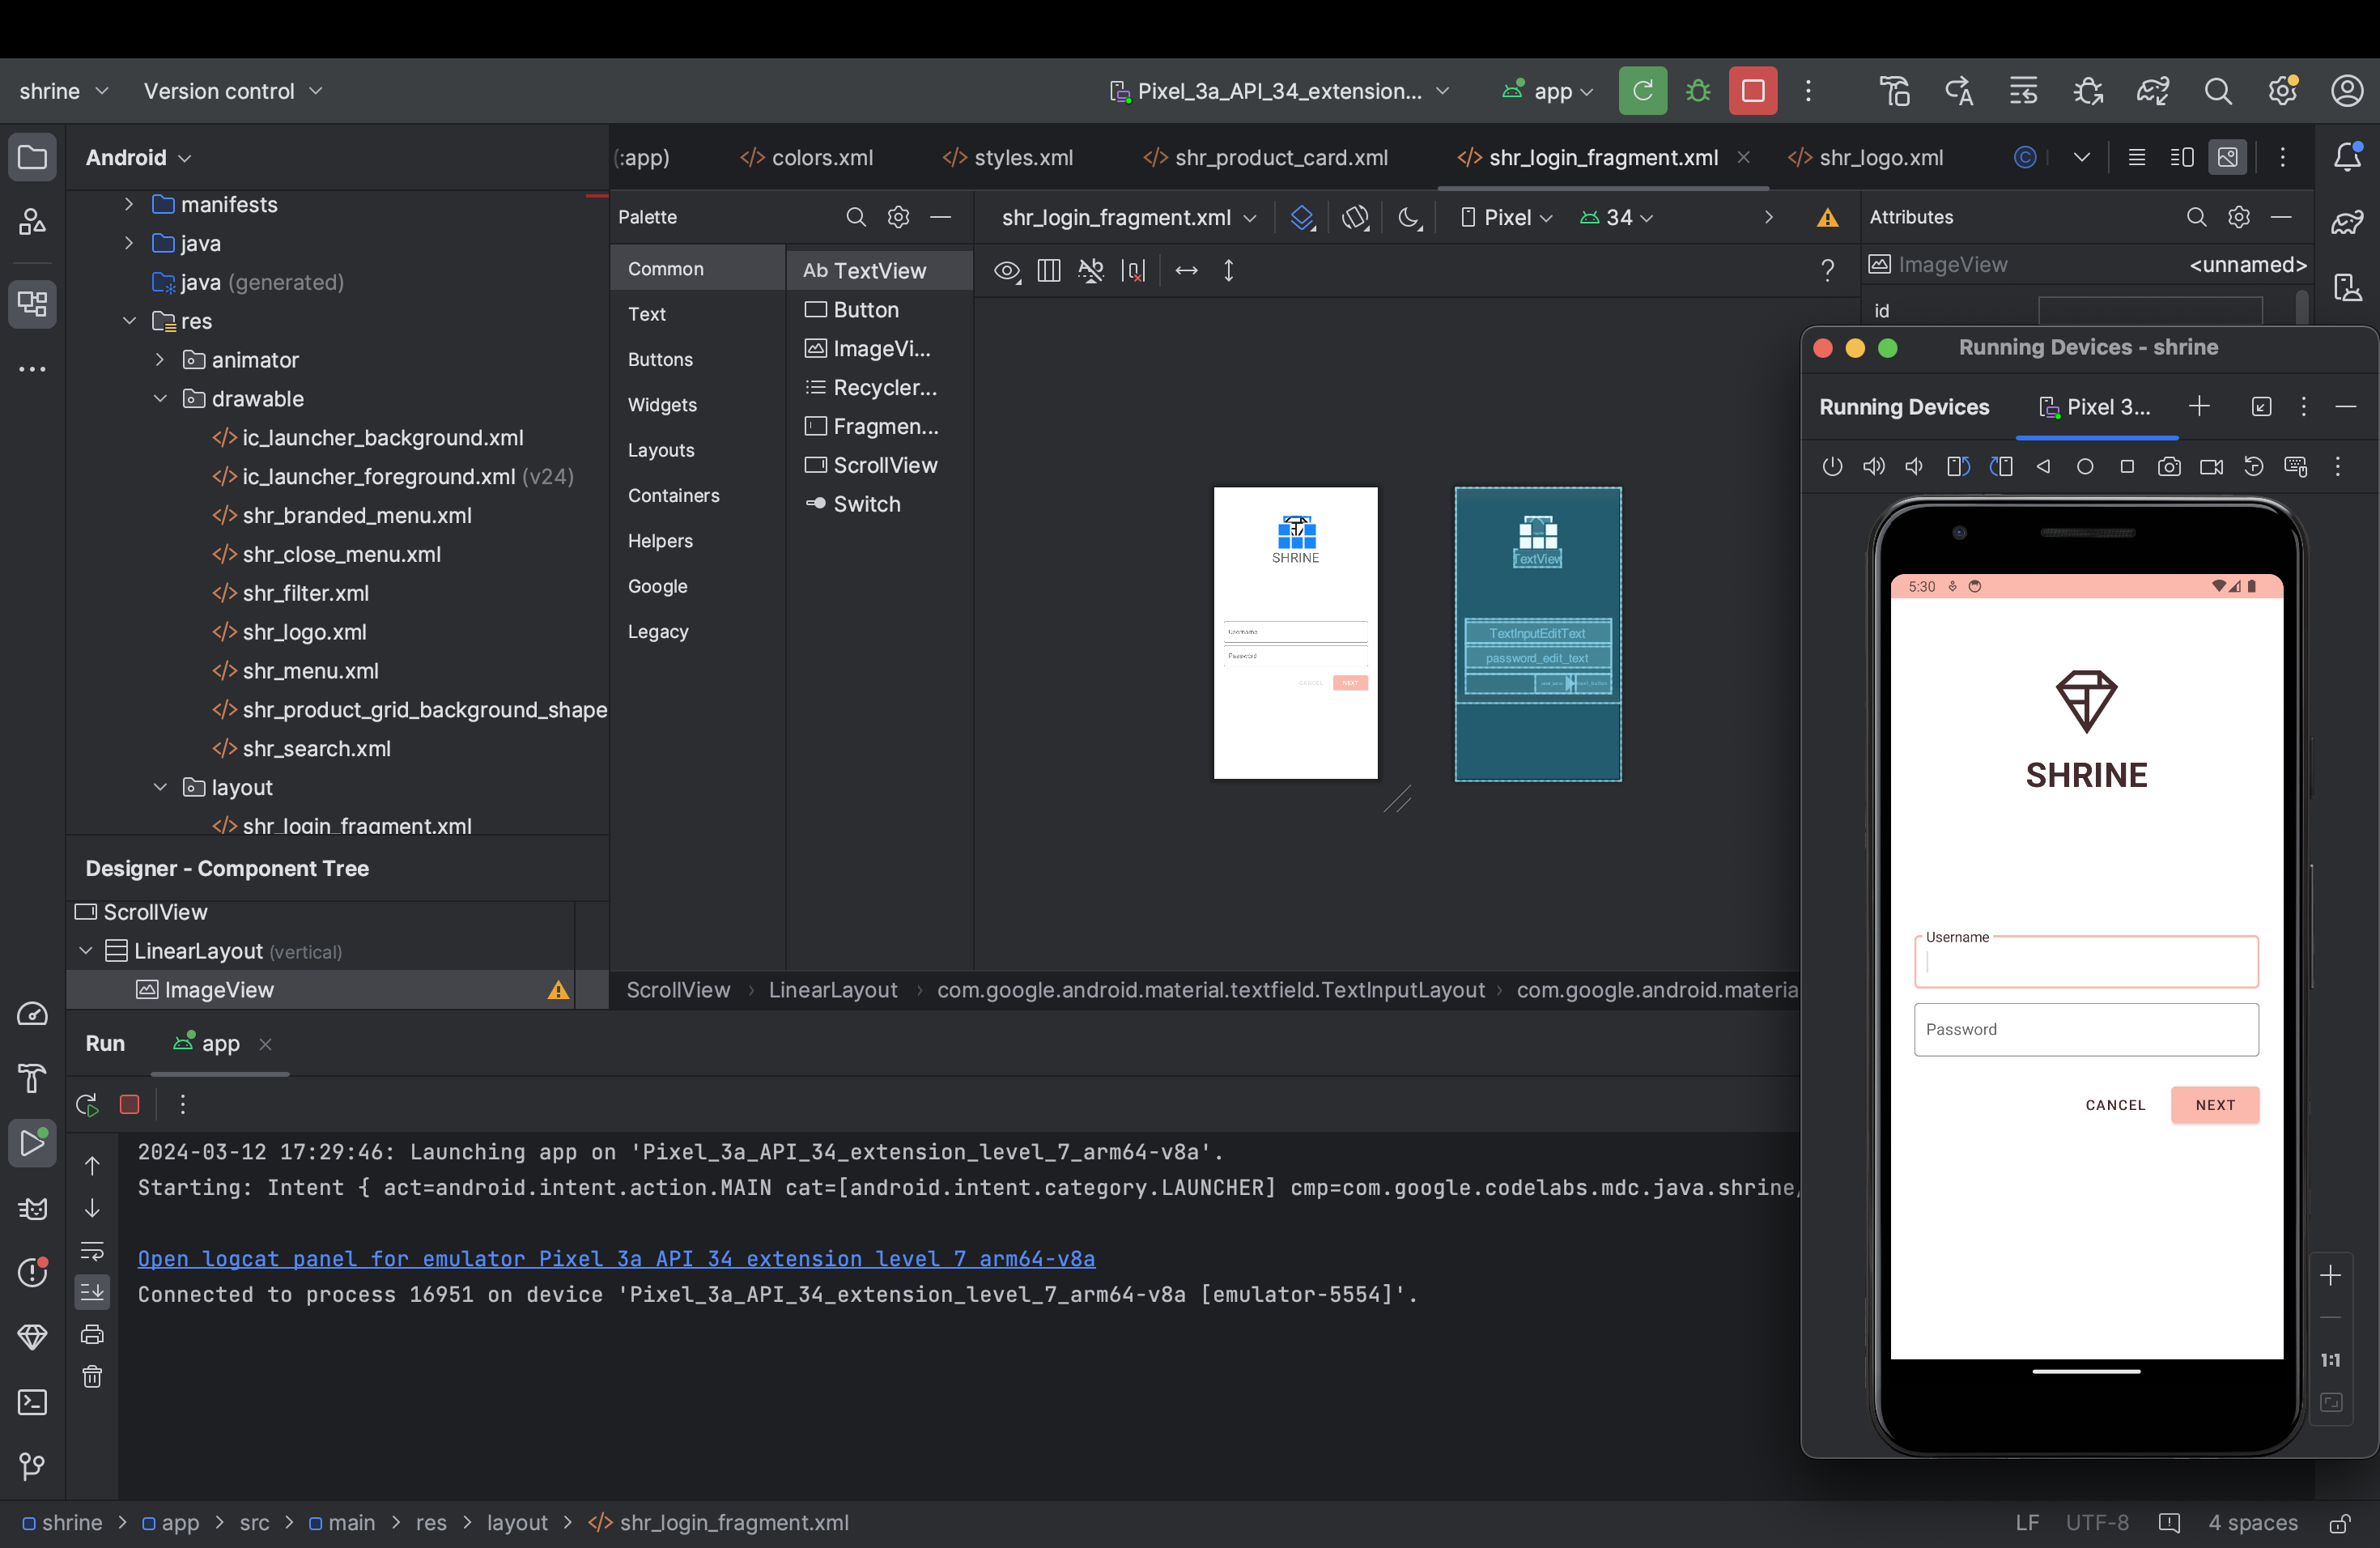 shrine
Version control
Pixel_3a_API_34_extension...
app
Android
(:app)
colors.xml
styles.xml
shr_product_card.xml
shr_login_fragment.xml
shr_logo.xml
manifests
java
java (generated)
res
animator
drawable
ic_launcher_background.xml
ic_launcher_foreground.xml (v24)
shr_branded_menu.xml
shr_close_menu.xml
shr_filter.xml
shr_logo.xml
shr_menu.xml
shr_product_grid_background_shape
shr_search.xml
layout
shr_login_fragment.xml
Palette
Common
Text
Buttons
Widgets
Layouts
Containers
Helpers
Google
Legacy
Ab TextView
Button
ImageVi...
Recycler...
Fragmen...
ScrollView
Switch
shr_login_fragment.xml
Pixel
34
?
SHRINE
Username
Password
CANCEL
NEXT
TextView
TextInputEditText
password_edit_text
Attributes
ImageView
<unnamed>
id
Running Devices - shrine
Running Devices
Pixel 3...
5:30
SHRINE
Username
Password
CANCEL
NEXT
1:1
Designer - Component Tree
ScrollView
LinearLayout (vertical)
ImageView
ScrollView
LinearLayout
com.google.android.material.textfield.TextInputLayout
com.google.android.materia
Run
app
2024-03-12 17:29:46: Launching app on 'Pixel_3a_API_34_extension_level_7_arm64-v8a'.
Starting: Intent { act=android.intent.action.MAIN cat=[android.intent.category.LAUNCHER] cmp=com.google.codelabs.mdc.java.shrine/
Open logcat panel for emulator Pixel 3a API 34 extension level 7 arm64-v8a
Connected to process 16951 on device 'Pixel_3a_API_34_extension_level_7_arm64-v8a [emulator-5554]'.
shrine
app
src
main
res
layout
shr_login_fragment.xml
LF
UTF-8
4 spaces